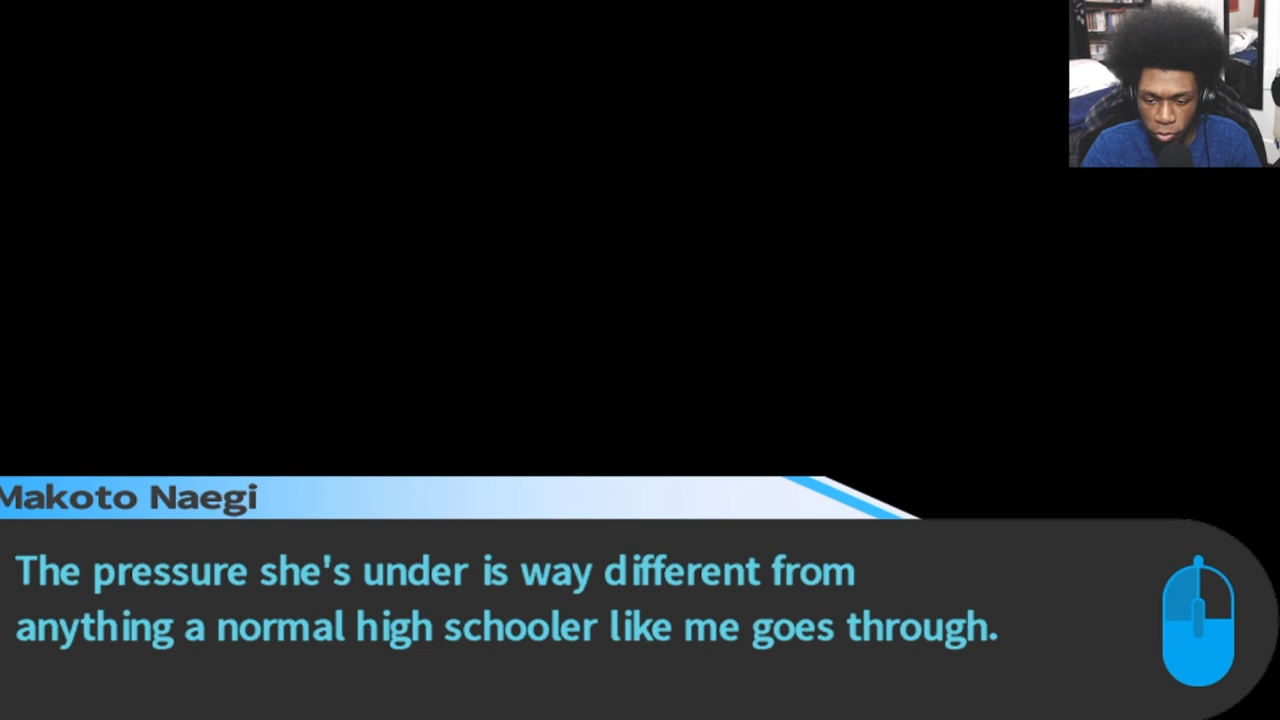 Makoto Naegi
The pressure she's under is way different from
anything a normal high schooler like me goes through.